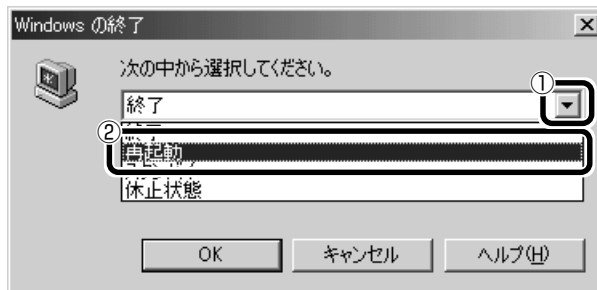 Windows の終了
次の中から選択してください。
①
終了
②
再起動
休止状態
OK キャンセル ヘルプ(H)